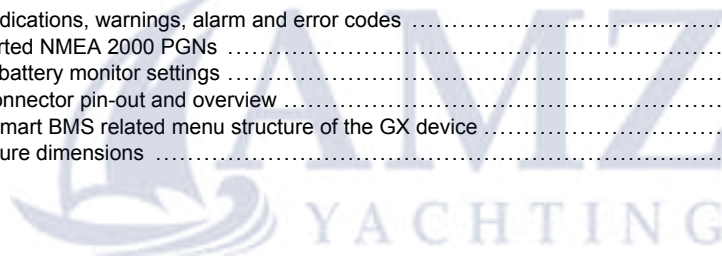 dications, warnings, alarm and error codes ........................................................
rted NMEA 2000 PGNs ........................................................................................
battery monitor settings ........................................................................................
onnector pin-out and overview ............................................................................
mart BMS related menu structure of the GX device ..........................................
ure dimensions ....................................................................................................
AMZ
YACHTING